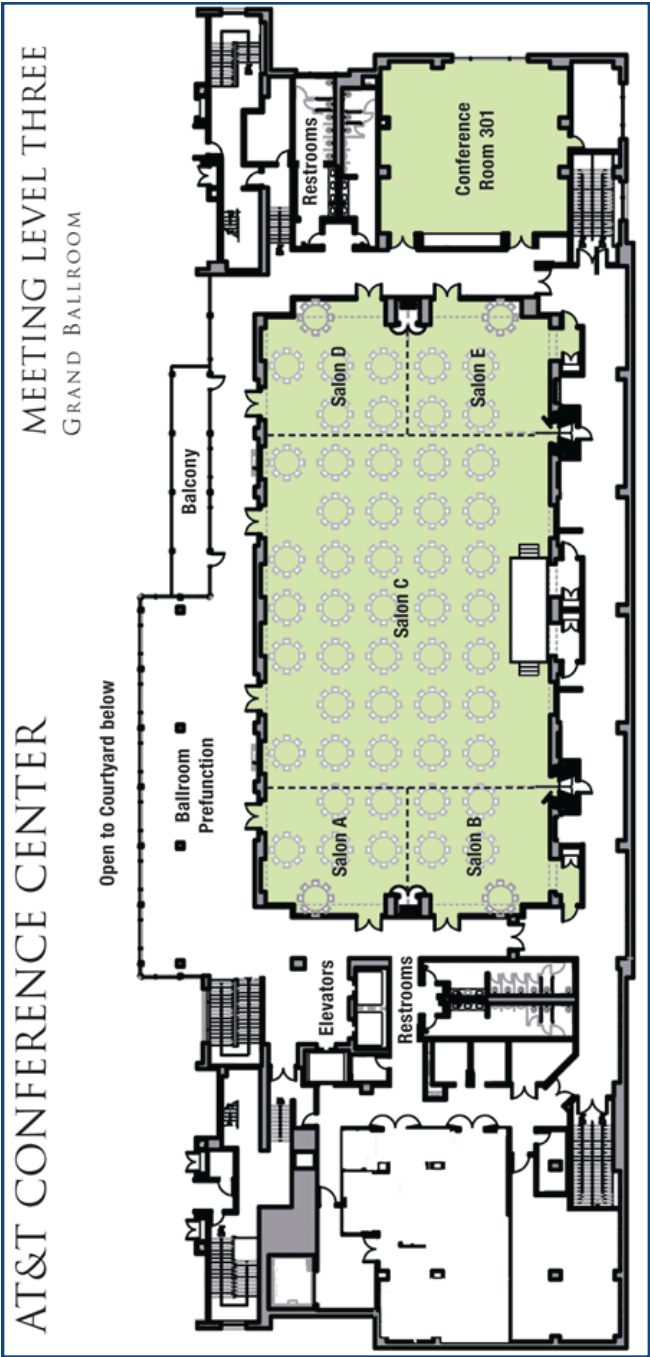 AT&T CONFERENCE CENTER
MEETING LEVEL THREE
GRAND BALLROOM
Open to Courtyard below
Ballroom
Prefunction
Balcony
Restrooms
Conference
Room 301
Elevators
Restrooms
Salon A
Salon B
Salon C
Salon D
Salon E